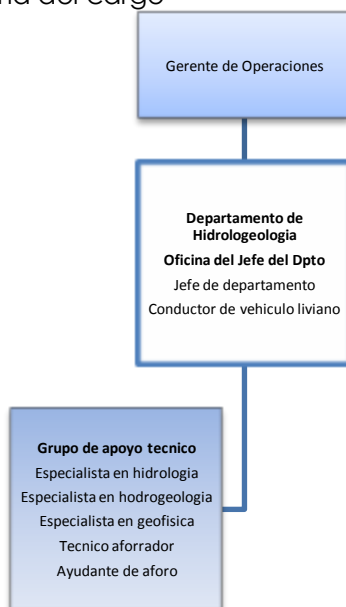 del cargo
Gerente de Operaciones
Departamento de
Hidrologeologia
Oficina del Jefe del Dpto
Jefe de departamento
Conductor de vehiculo liviano
Grupo de apoyo tecnico
Especialista en hidrologia
Especialista en hodrogeologia
Especialista en geofisica
Tecnico aforrador
Ayudante de aforo